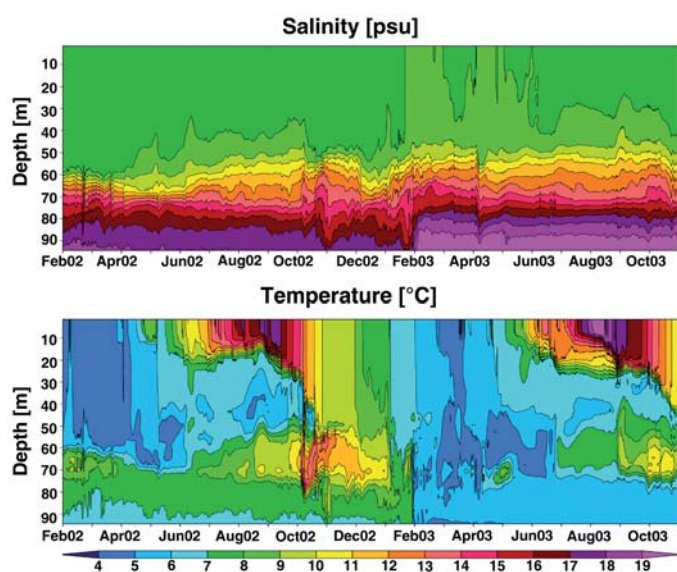 Salinity [psu]
Depth [m]
10
20
30
40
50
60
70
80
90
Feb02 Apr02 Jun02 Aug02 Oct02 Dec02 Feb03 Apr03 Jun03 Aug03 Oct03
Temperature [°C]
Depth [m]
10
20
30
40
50
60
70
80
90
Feb02 Apr02 Jun02 Aug02 Oct02 Dec02 Feb03 Apr03 Jun03 Aug03 Oct03
4 5 6 7 8 9 10 11 12 13 14 15 16 17 18 19